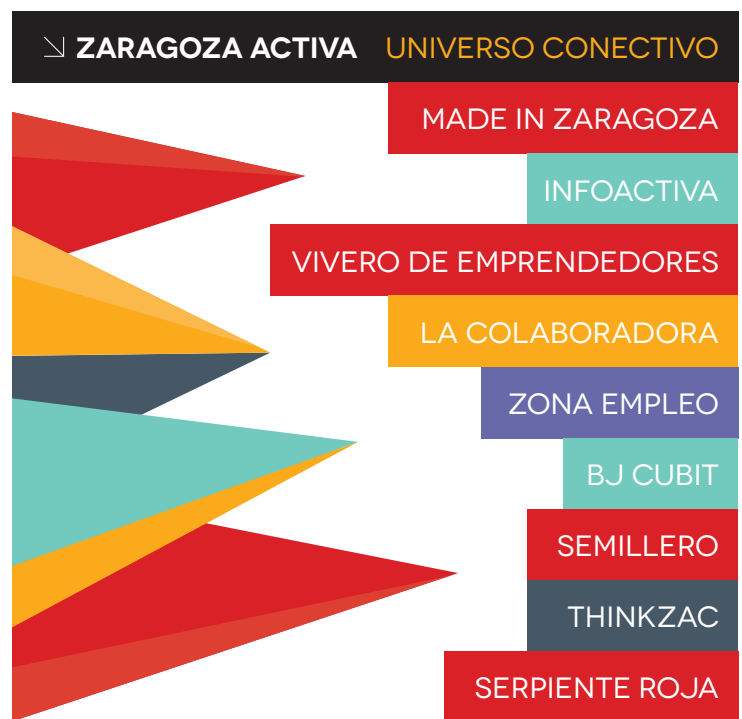 ZARAGOZA ACTIVA UNIVERSO CONECTIVO
MADE IN ZARAGOZA
INFOACTIVA
VIVERO DE EMPRENDEDORES
LA COLABORADORA
ZONA EMPLEO
BJ CUBIT
SEMILLERO
THINKZAC
SERPIENTE ROJA